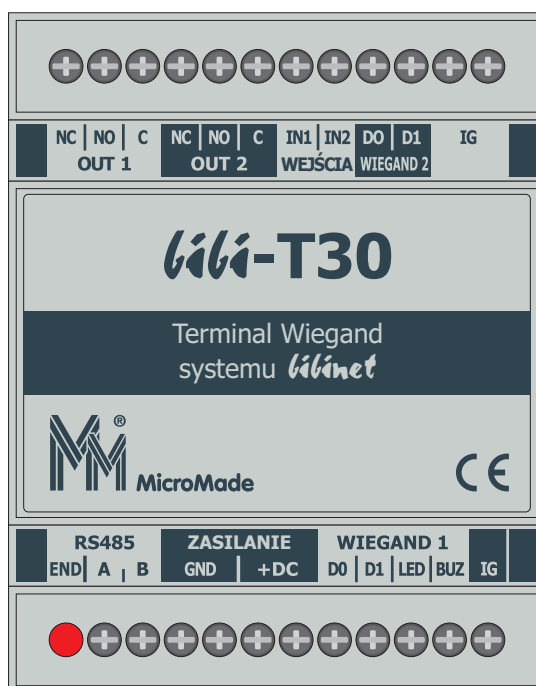 NC NO C NC NO C IN1 IN2 D0 D1 IG
OUT 1 OUT 2 WEJŚCIA WIEGAND 2
bibi-T30
Terminal Wiegand
systemu bibinet
MM ®
MicroMade
CE
RS485 ZASILANIE WIEGAND 1
END A B GND +DC D0 D1 LED BUZ IG